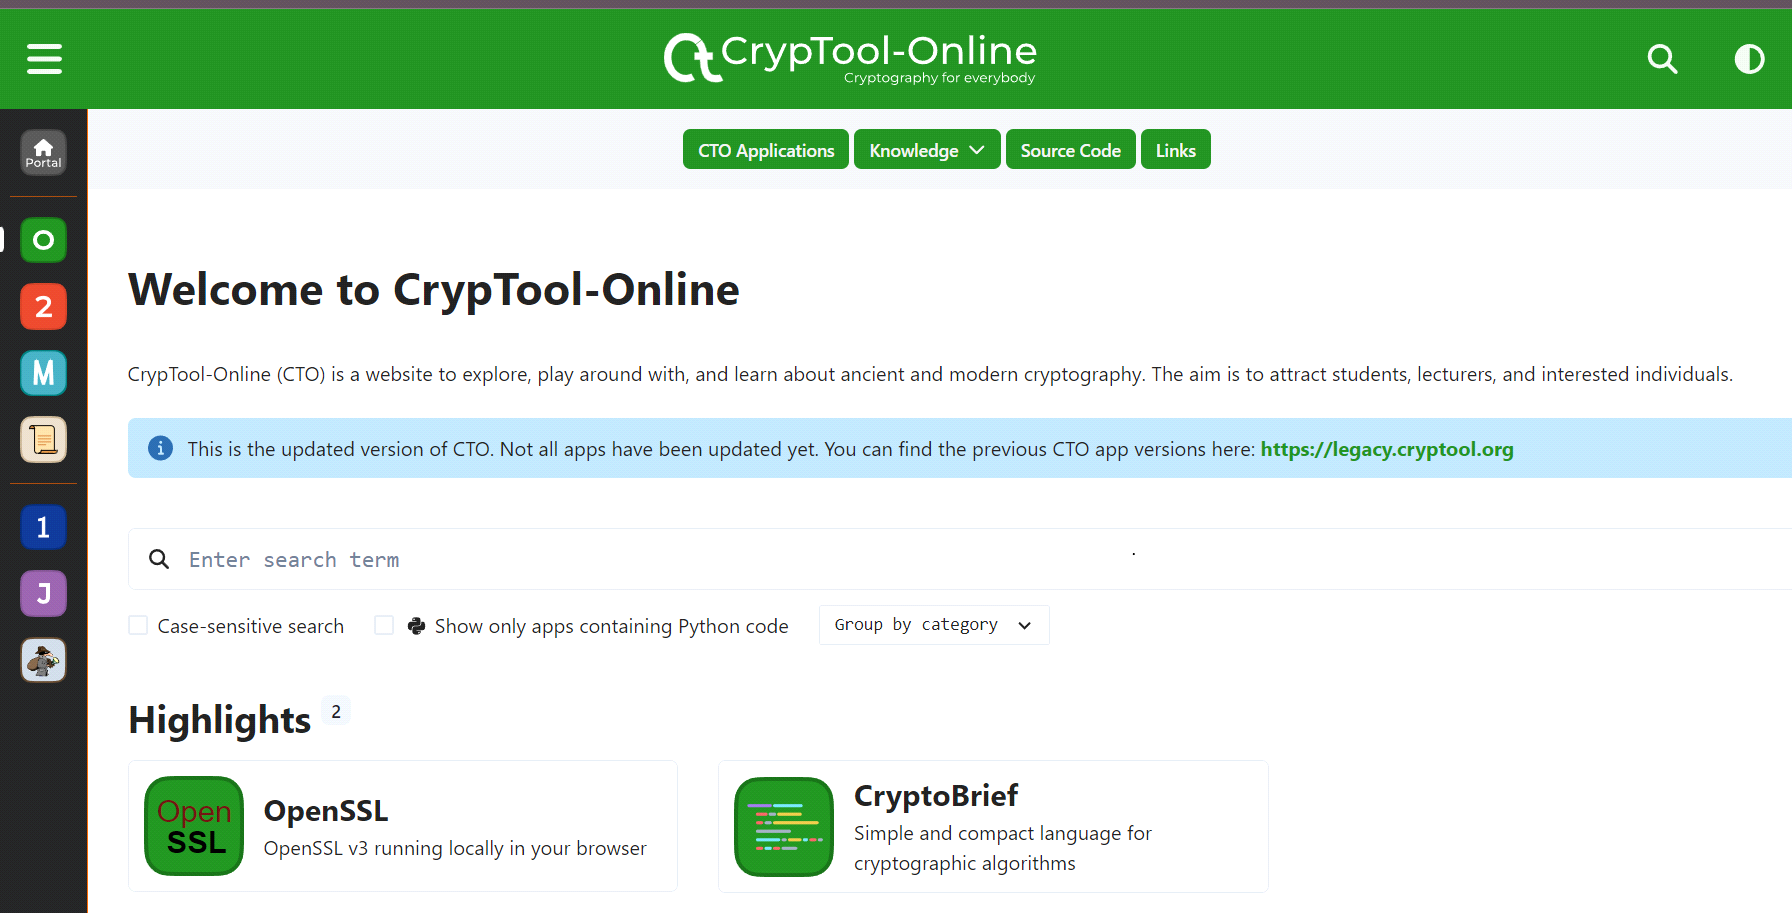 CrypTool-Online
Cryptography for everybody
Portal
CTO Applications
Knowledge
Source Code
Links
O
2
M
1
J
Welcome to CrypTool-Online
CrypTool-Online (CTO) is a website to explore, play around with, and learn about ancient and modern cryptography. The aim is to attract students, lecturers, and interested individuals.
This is the updated version of CTO. Not all apps have been updated yet. You can find the previous CTO app versions here: https://legacy.cryptool.org
Enter search term
Case-sensitive search
Show only apps containing Python code
Group by category
Highlights 2
Open
SSL
OpenSSL
OpenSSL v3 running locally in your browser
CryptoBrief
Simple and compact language for
cryptographic algorithms